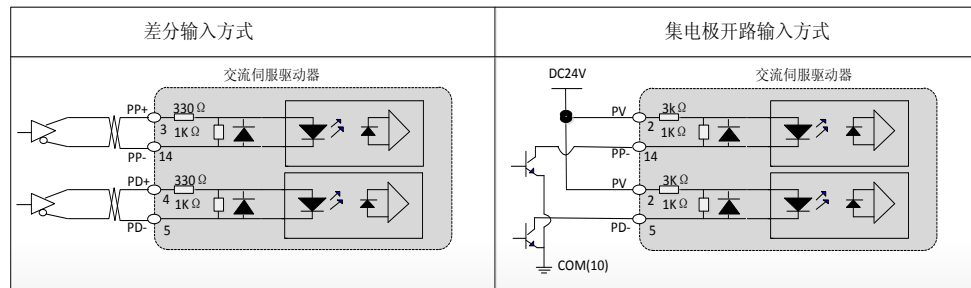 差分输入方式
集电极开路输入方式
交流伺服驱动器
PP+
330Ω
3
1KΩ
PP-
14
PD+
330Ω
4
1KΩ
PD-
5
DC24V
交流伺服驱动器
PV
3kΩ
2
1KΩ
PP-
14
PV
3KΩ
2
1KΩ
PD-
5
COM(10)